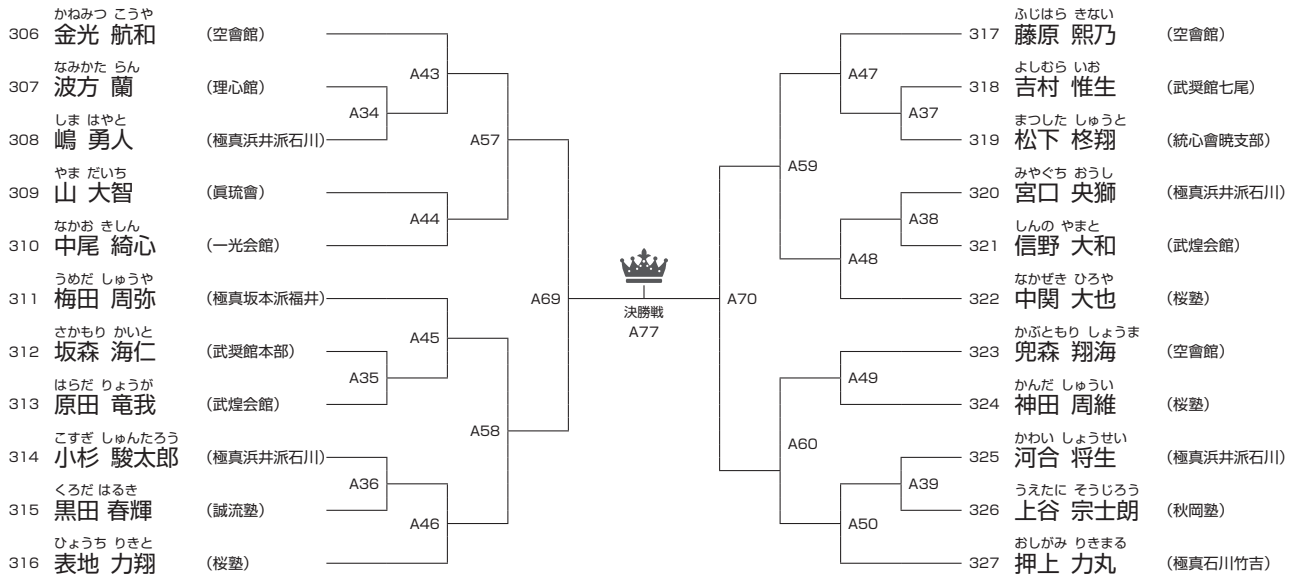 かねみつ こうや
306 金光 航和 (空會館)
なみかた らん
307 波方 蘭 (理心館)
しま はやと
308 嶋 勇人 (極真浜井派石川)
やま だいち
309 山 大智 (眞琉會)
なかお きしん
310 中尾 綺心 (一光会館)
うめだ しゅうや
311 梅田 周弥 (極真坂本派福井)
さかもり かいと
312 坂森 海仁 (武奨館本部)
はらだ りょうが
313 原田 竜我 (武煌会館)
こすぎ しゅんたろう
314 小杉 駿太郎 (極真浜井派石川)
くろだ はるき
315 黒田 春輝 (誠流塾)
ひょうち りきと
316 表地 力翔 (桜塾)
A43
A34
A57
A44
A69
A45
A35
A58
A36
A46
決勝戦
A77
A47
A37
A59
A38
A48
A70
A49
A60
A39
A50
ふじはら きない
317 藤原 熙乃 (空會館)
よしむら いお
318 吉村 惟生 (武奨館七尾)
まつした しゅうと
319 松下 柊翔 (統心會暁支部)
みやぐち おうし
320 宮口 央獅 (極真浜井派石川)
しんの やまと
321 信野 大和 (武煌会館)
なかぜき ひろや
322 中関 大也 (桜塾)
かぶともり しょうま
323 兜森 翔海 (空會館)
かんだ しゅうい
324 神田 周維 (桜塾)
かわい しょうせい
325 河合 将生 (極真浜井派石川)
うえたに そうじろう
326 上谷 宗士朗 (秋岡塾)
おしがみ りきまる
327 押上 力丸 (極真石川竹吉)